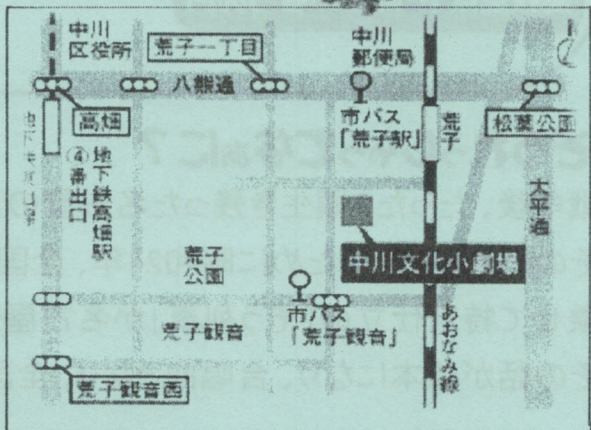 中川
区役所
荒子一丁目
中川
郵便局
八熊通
高畑
市バス
「荒子駅」
荒子
松葉公園
④番出口
地下鉄高畑駅
太平通
荒子
公園
中川文化小劇場
市バス
「荒子観音」
荒子観音
あおなみ線
荒子観音西